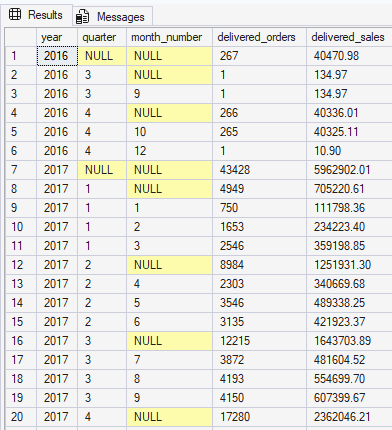 Results Messages
year quarter month_number delivered_orders delivered_sales
1 2016 NULL NULL 267 40470.98
2 2016 3 NULL 1 134.97
3 2016 3 9 1 134.97
4 2016 4 NULL 266 40336.01
5 2016 4 10 265 40325.11
6 2016 4 12 1 10.90
7 2017 NULL NULL 43428 5962902.01
8 2017 1 NULL 4949 705220.61
9 2017 1 1 750 111798.36
10 2017 1 2 1653 234223.40
11 2017 1 3 2546 359198.85
12 2017 2 NULL 8984 1251931.30
13 2017 2 4 2303 340669.68
14 2017 2 5 3546 489338.25
15 2017 2 6 3135 421923.37
16 2017 3 NULL 12215 1643703.89
17 2017 3 7 3872 481604.52
18 2017 3 8 4193 554699.70
19 2017 3 9 4150 607399.67
20 2017 4 NULL 17280 2362046.21